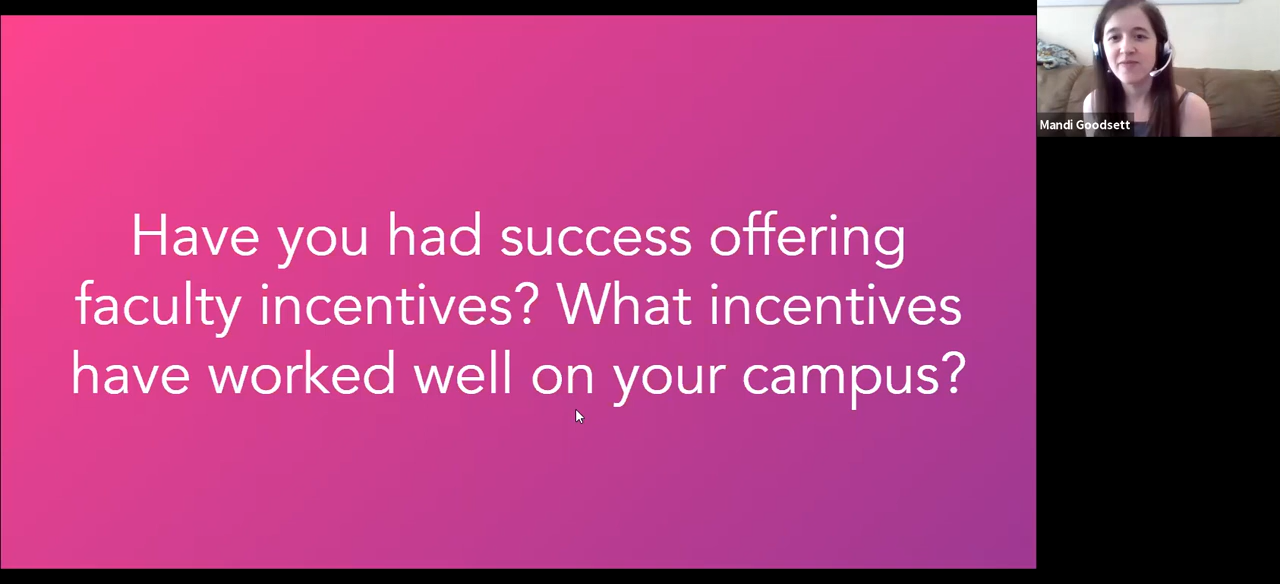 Have you had success offering
faculty incentives? What incentives
have worked well on your campus?
Mandi Goodsett